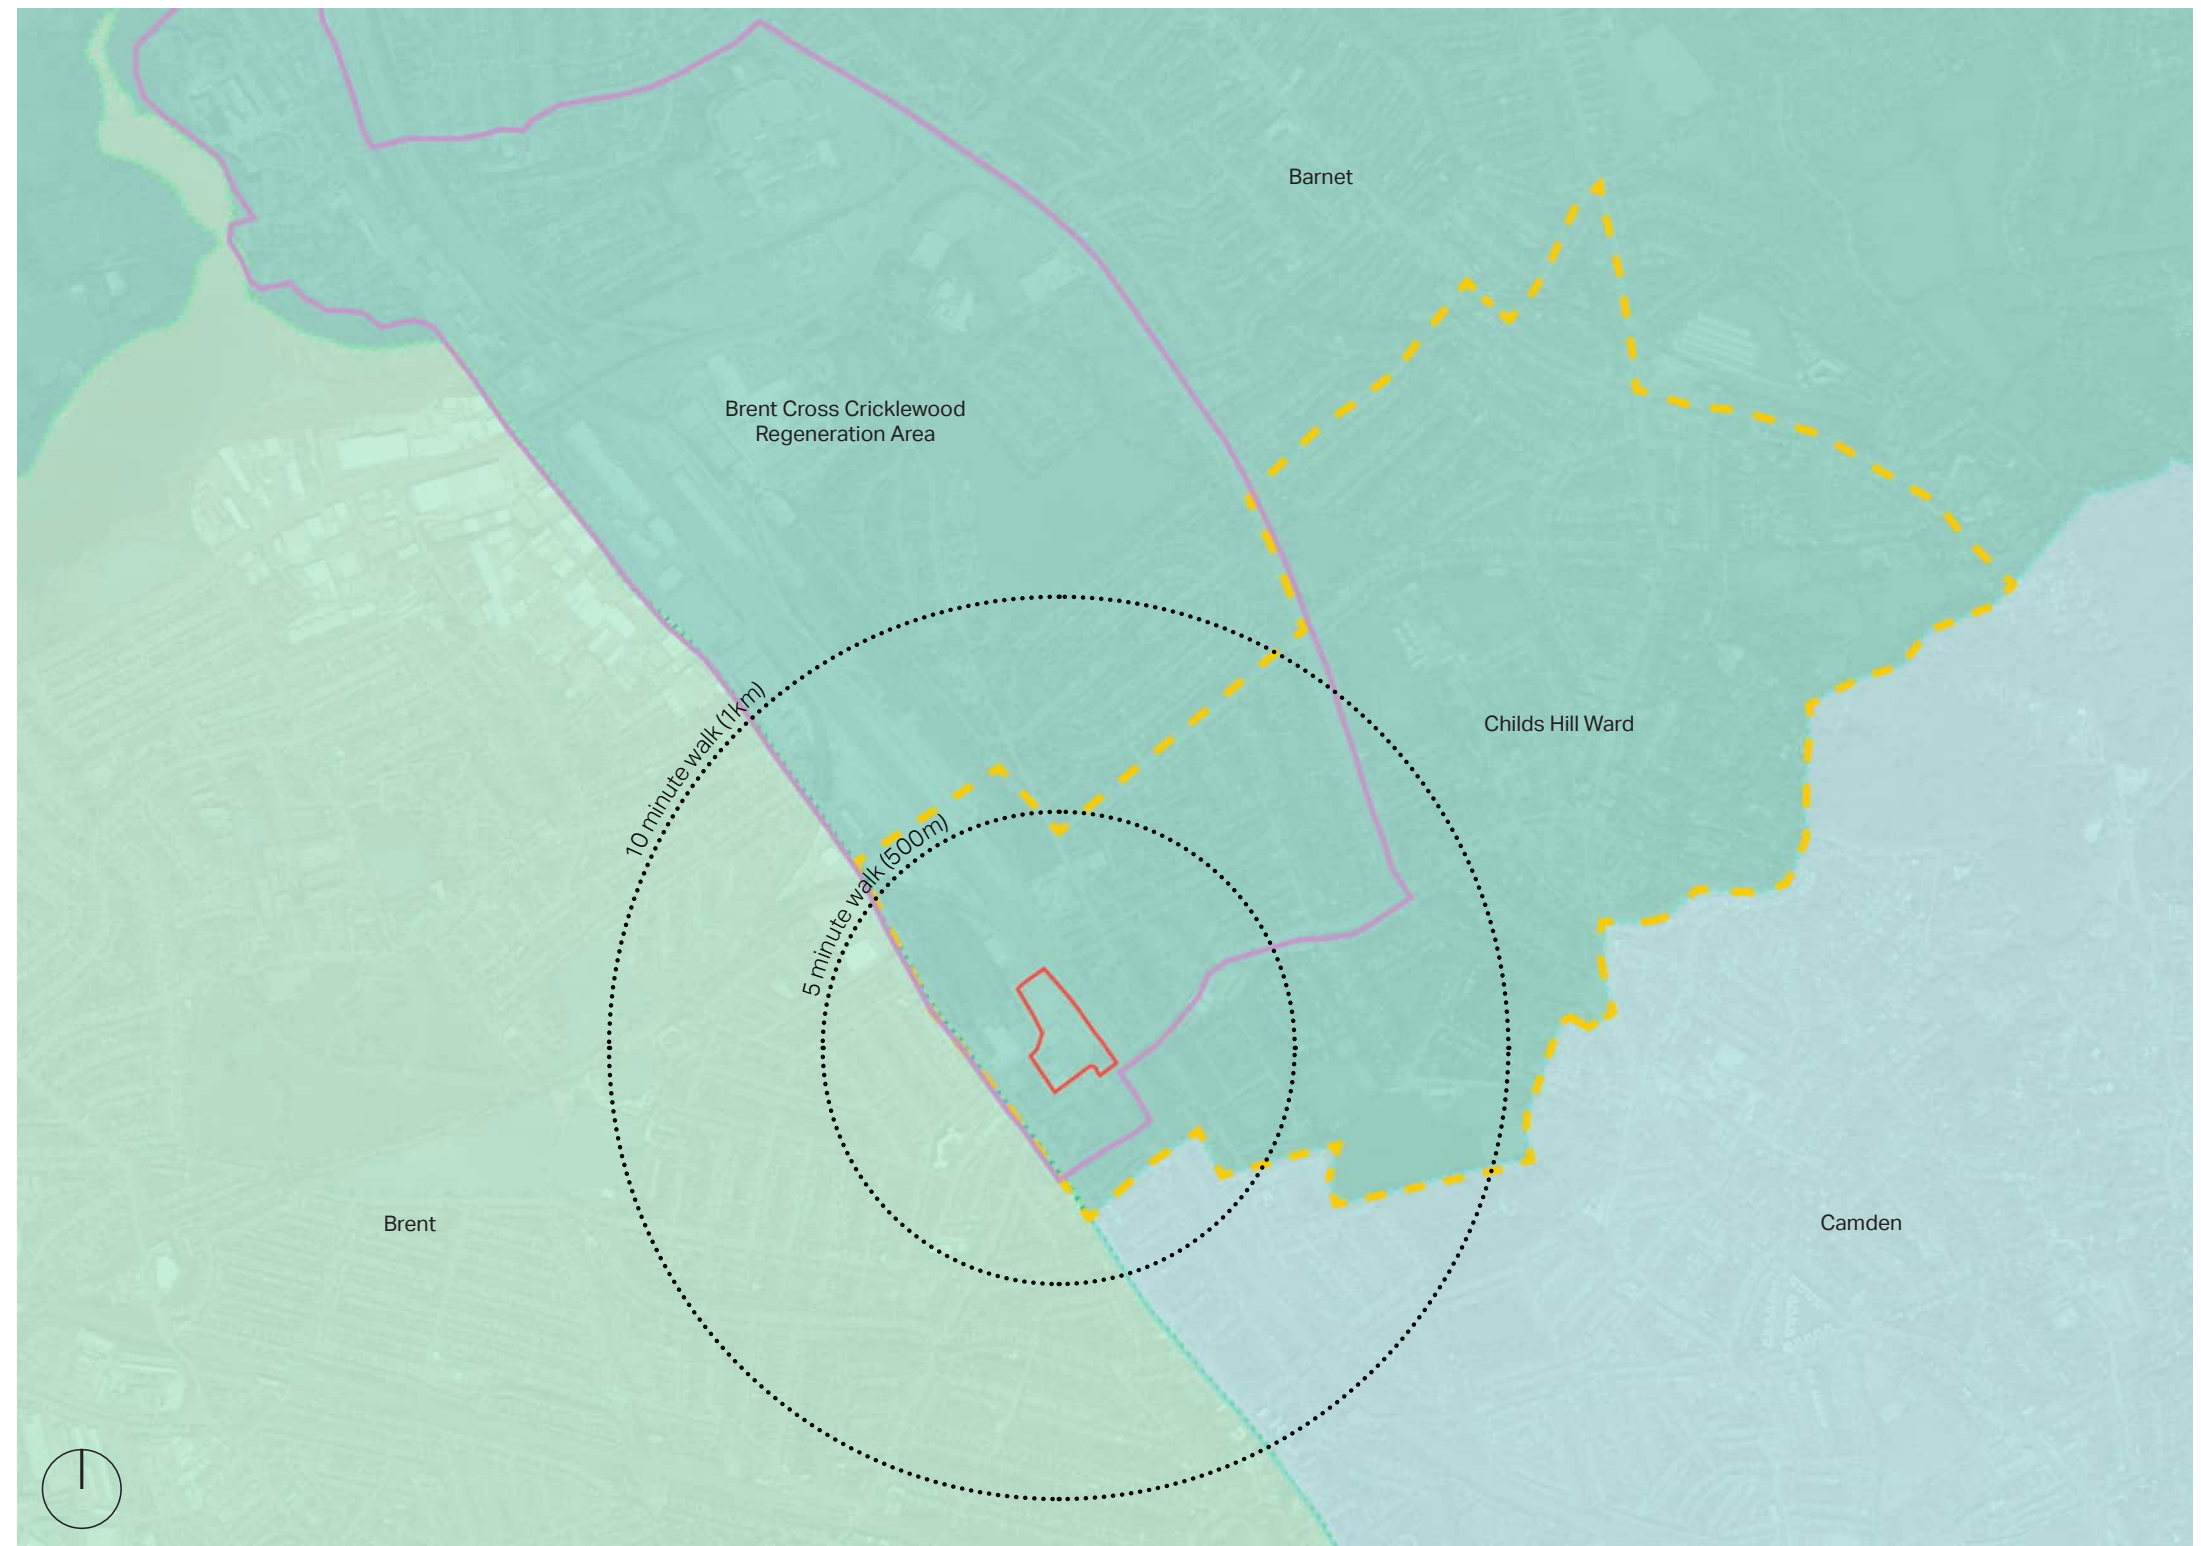 Barnet
Brent Cross Cricklewood
Regeneration Area
Childs Hill Ward
10 minute walk (1km)
5 minute walk (500m)
Brent
Camden